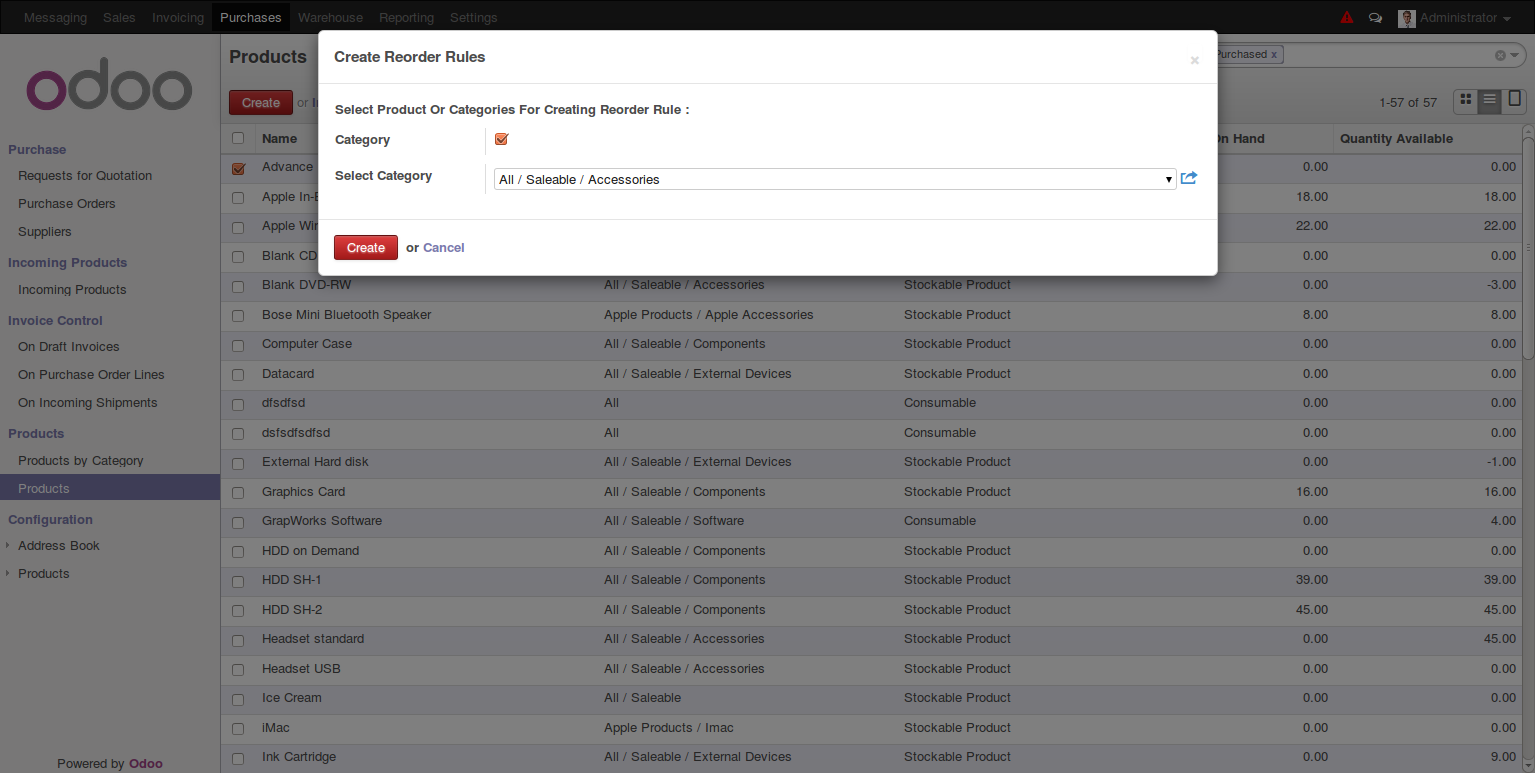 Messaging Sales Invoicing Purchases Warehouse Reporting Settings Administrator
odoo
Purchase
Requests for Quotation
Purchase Orders
Suppliers
Incoming Products
Incoming Products
Invoice Control
On Draft Invoices
On Purchase Order Lines
On Incoming Shipments
Products
Products by Category
Products
Configuration
Address Book
Products
Powered by Odoo
Products
Purchased x
Create or
1-57 of 57
Create Reorder Rules ×
Select Product Or Categories For Creating Reorder Rule :
Category
Select Category All / Saleable / Accessories
Create or Cancel
Name On Hand Quantity Available
Advance 0.00 0.00
Apple 18.00 18.00
Apple 22.00 22.00
Blank CD 0.00 0.00
Blank DVD-RW All / Saleable / Accessories Stockable Product 0.00 -3.00
Bose Mini Bluetooth Speaker Apple Products / Apple Accessories Stockable Product 8.00 8.00
Computer Case All / Saleable / Components Stockable Product 0.00 0.00
Datacard All / Saleable / External Devices Stockable Product 0.00 0.00
dfsdfsd All Consumable 0.00 0.00
dsfsdfsdfsd All Consumable 0.00 0.00
External Hard disk All / Saleable / External Devices Stockable Product 0.00 -1.00
Graphics Card All / Saleable / Components Stockable Product 16.00 16.00
GrapWorks Software All / Saleable / Software Consumable 0.00 4.00
HDD on Demand All / Saleable / Components Stockable Product 0.00 0.00
HDD SH-1 All / Saleable / Components Stockable Product 39.00 39.00
HDD SH-2 All / Saleable / Components Stockable Product 45.00 45.00
Headset standard All / Saleable / Accessories Stockable Product 0.00 45.00
Headset USB All / Saleable / Accessories Stockable Product 0.00 0.00
Ice Cream All / Saleable Stockable Product 0.00 0.00
iMac Apple Products / Imac Stockable Product 0.00 0.00
Ink Cartridge All / Saleable / External Devices Stockable Product 0.00 9.00